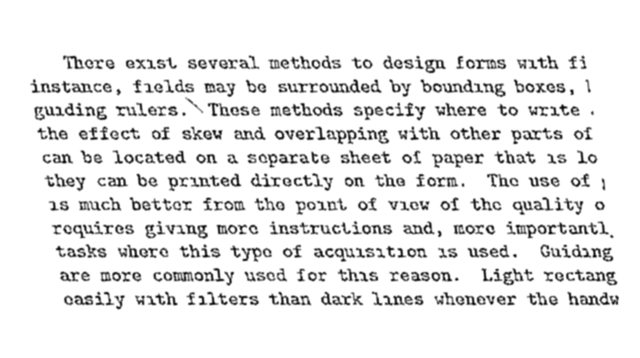 There exist several methods to design forms with fi
instance, fields may be surrounded by bounding boxes,
guiding rulers. These methods specify where to write
the effect of skew and overlapping with other parts of
can be located on a separate sheet of paper that is lo
they can be printed directly on the form. The use of
is much better from the point of view of the quality o
requires giving more instructions and, more importantl
tasks where this type of acquisition is used. Guiding
are more commonly used for this reason. Light rectang
easily with filters than dark lines whenever the handw